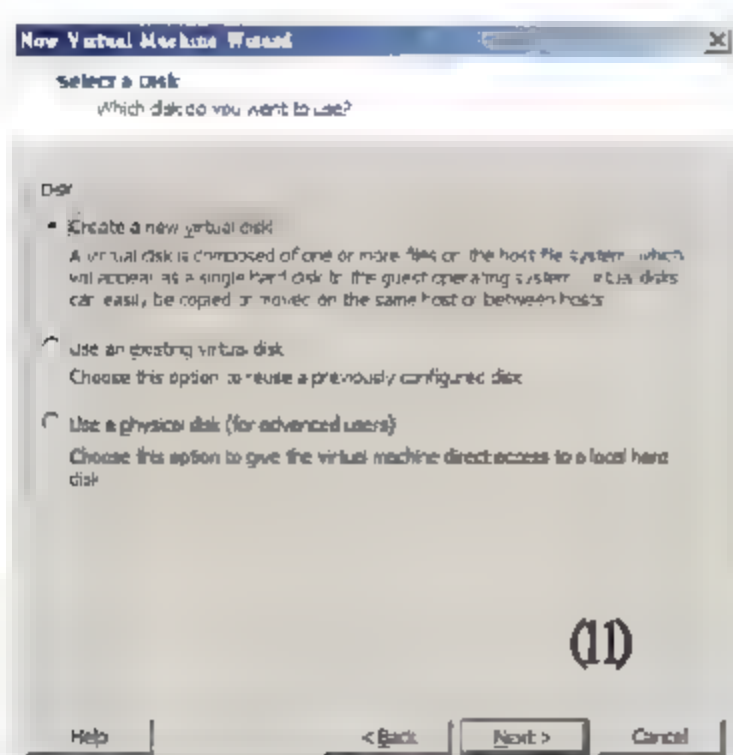 New Virtual Machine Wizard
Select a Disk
Which disk do you want to use?
Disk
Create a new virtual disk
A virtual disk is composed of one or more files on the host file system, which
will appear as a single hard disk to the guest operating system. Virtual disks
can easily be copied or moved on the same host or between hosts.
Use an existing virtual disk
Choose this option to reuse a previously configured disk.
Use a physical disk (for advanced users)
Choose this option to give the virtual machine direct access to a local hard
disk.
(11)
Help
< Back
Next >
Cancel